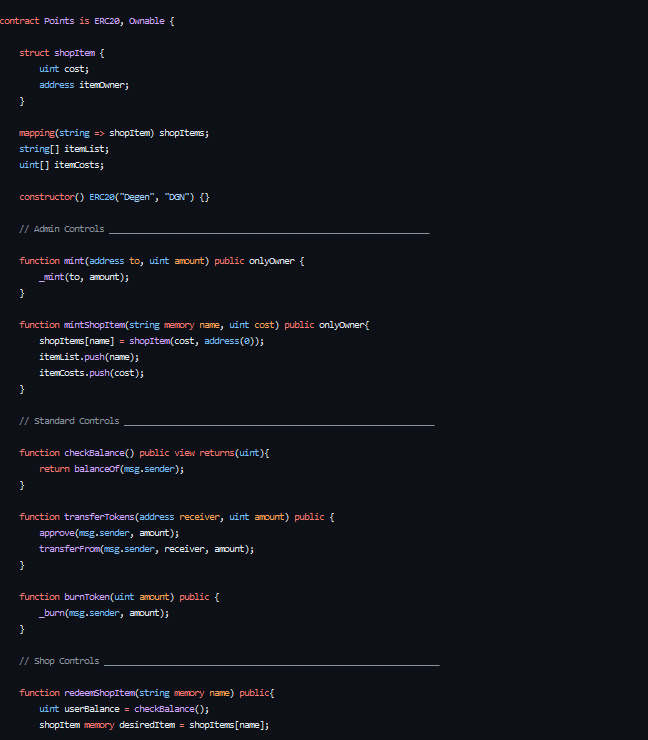 contract Points is ERC20, Ownable {
struct shopItem {
uint cost;
address itemOwner;
}
mapping(string => shopItem) shopItems;
string[] itemList;
uint[] itemCosts;
constructor() ERC20("Degen", "DGN") {}
// Admin Controls ________________________________________________________________
function mint(address to, uint amount) public onlyOwner {
_mint(to, amount);
}
function mintShopItem(string memory name, uint cost) public onlyOwner{
shopItems[name] = shopItem(cost, address(0));
itemList.push(name);
itemCosts.push(cost);
}
// Standard Controls ______________________________________________________________
function checkBalance() public view returns(uint){
return balanceOf(msg.sender);
}
function transferTokens(address receiver, uint amount) public {
approve(msg.sender, amount);
transferFrom(msg.sender, receiver, amount);
}
function burnToken(uint amount) public {
_burn(msg.sender, amount);
}
// Shop Controls ___________________________________________________________________
function redeemShopItem(string memory name) public{
uint userBalance = checkBalance();
shopItem memory desiredItem = shopItems[name];